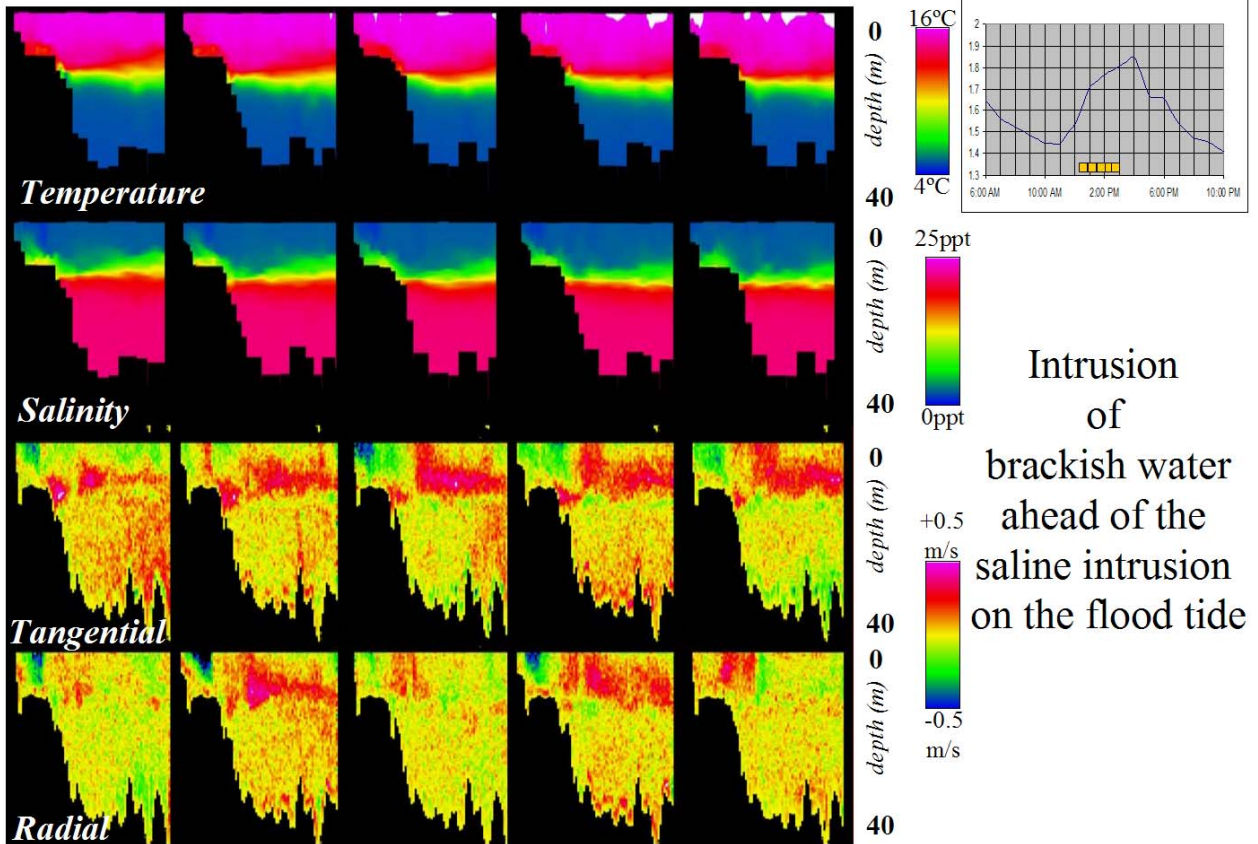 Temperature
Salinity
Tangential
Radial
0
depth (m)
40
0
depth (m)
40
0
depth (m)
40
0
depth (m)
40
16ºC
4ºC
25ppt
0ppt
+0.5
m/s
-0.5
m/s
2
1.9
1.8
1.7
1.6
1.5
1.4
1.3
6:00 AM 10:00 AM 2:00 PM 6:00 PM 10:00 PM
Intrusion
of
brackish water
ahead of the
saline intrusion
on the flood tide